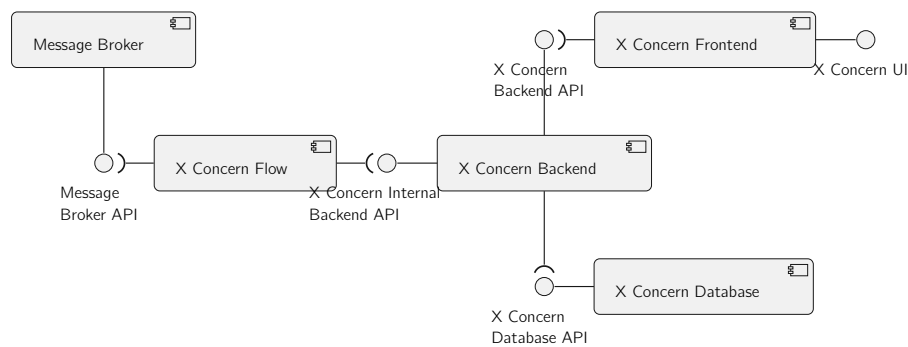 Message Broker
X Concern Frontend
X Concern
Backend API
X Concern UI
X Concern Flow
X Concern Backend
Message
Broker API
X Concern Internal
Backend API
X Concern Database
X Concern
Database API